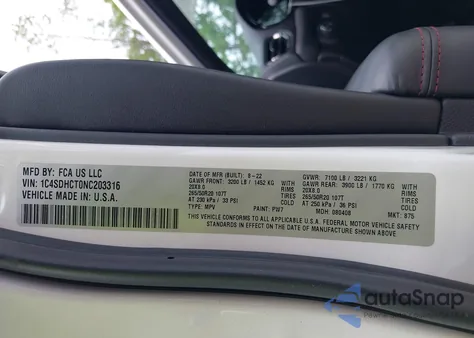 MFD BY: FCA US LLC
VIN: 1C4SDHCT0NC203316
VEHICLE MADE IN: U.S.A.
DATE OF MFR (BUILT): 8-22 GVWR: 7100 LB / 3221 KG
GAWR FRONT: 3200 LB / 1452 KG WITH GAWR REAR: 3900 LB / 1770 KG WITH
20X8.0 RIMS 20X8.0 RIMS
265/50R20 107T TIRES 265/50R20 107T TIRES
AT 230 kPa / 33 PSI COLD AT 250 kPa / 36 PSI COLD
TYPE: MPV PAINT: PW7 MDH: 080408 MKT: 875
THIS VEHICLE CONFORMS TO ALL APPLICABLE U.S.A. FEDERAL MOTOR VEHICLE SAFETY
STANDARDS IN EFFECT ON THE DATE OF MANUFACTURE SHOWN ABOVE.
autaSnap